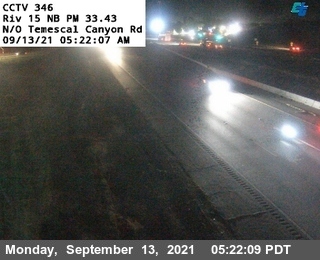 CCTV 346
Riv 15 NB PM 33.43
N/O Temescal Canyon Rd
09/13/21 05:22:07 AM
Monday, September 13, 2021 05:22:09 PDT